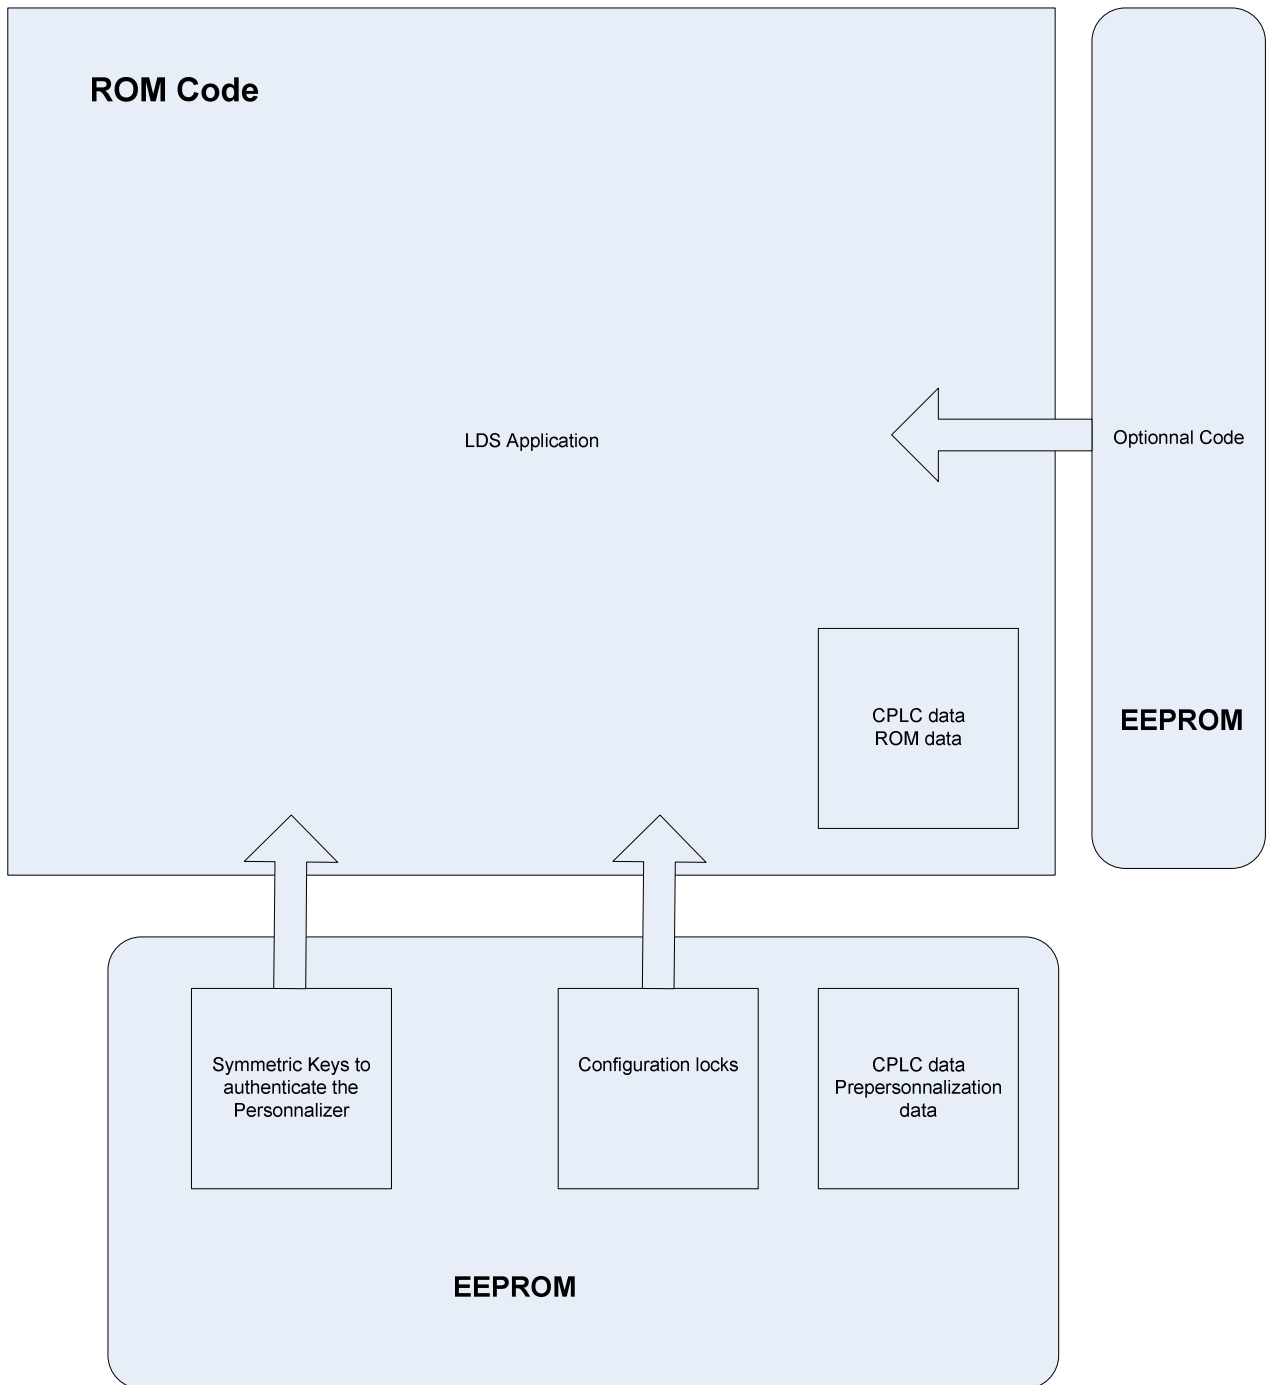 ROM Code
LDS Application
Optionnal Code
CPLC data
ROM data
EEPROM
Symmetric Keys to
authenticate the
Personnalizer
Configuration locks
CPLC data
Prepersonnalization
data
EEPROM